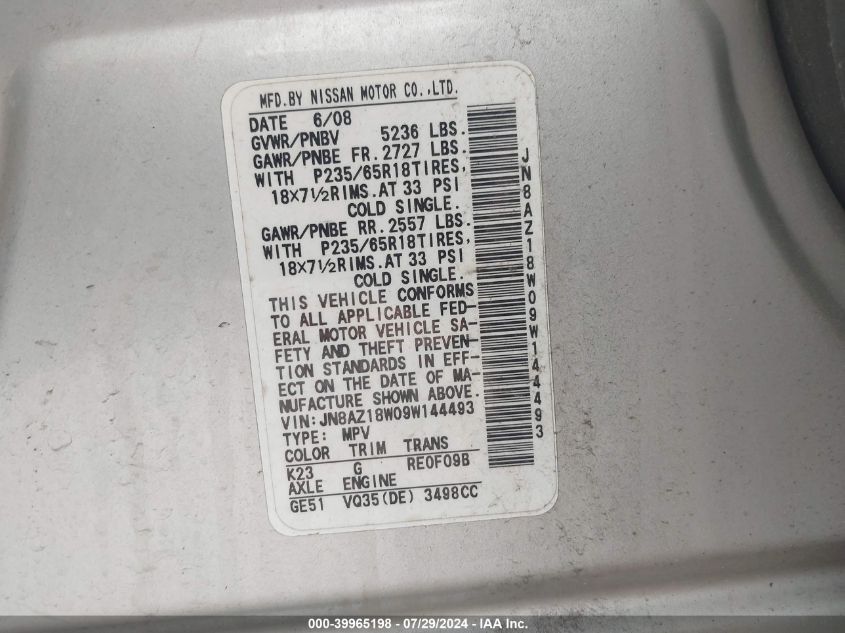 MFD.BY NISSAN MOTOR CO.,LTD.
DATE 6/08
GVWR/PNBV 5236 LBS.
GAWR/PNBE FR.2727 LBS.
WITH P235/65R18TIRES,
18X7½RIMS.AT 33 PSI
COLD SINGLE.
GAWR/PNBE RR.2557 LBS.
WITH P235/65R18TIRES,
18X7½RIMS.AT 33 PSI
COLD SINGLE.
THIS VEHICLE CONFORMS
TO ALL APPLICABLE FED-
ERAL MOTOR VEHICLE SA-
FETY AND THEFT PREVEN-
TION STANDARDS IN EFF-
ECT ON THE DATE OF MA-
NUFACTURE SHOWN ABOVE.
VIN:JN8AZ18W09W144493
TYPE: MPV
COLOR TRIM TRANS
K23 G RE0F09B
AXLE ENGINE
GE51 VQ35(DE) 3498CC
JN8AZ18W09W144493
000-39965198 - 07/29/2024 - IAA Inc.